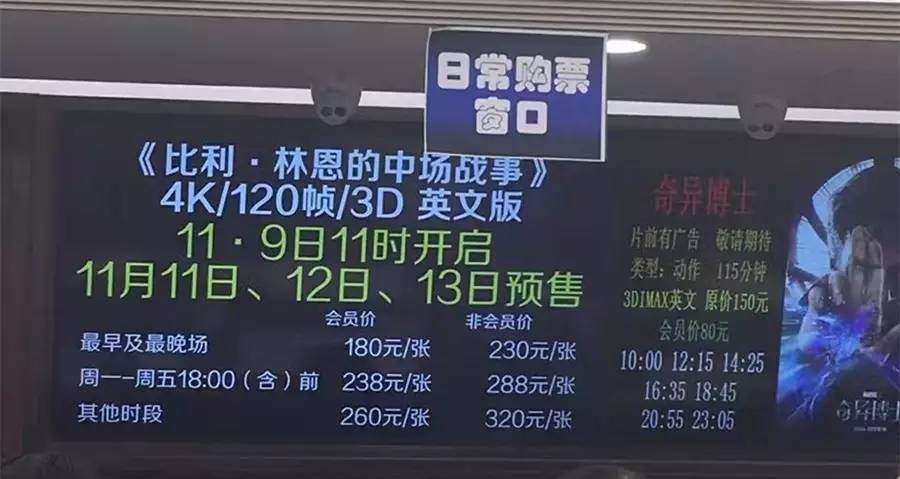 日常购票
窗口
《比利·林恩的中场战事》
4K/120帧/3D 英文版
11·9日11时开启
11月11日、12日、13日预售
会员价 非会员价
最早及最晚场 180元/张 230元/张
周一-周五18:00(含)前 238元/张 288元/张
其他时段 260元/张 320元/张
奇异博士
片前有广告 敬请期待
类型:动作 115分钟
3DIMAX英文 原价150元
会员价80元
10:00 12:15 14:25
16:35 18:45
20:55 23:05
MARVEL
奇异博士